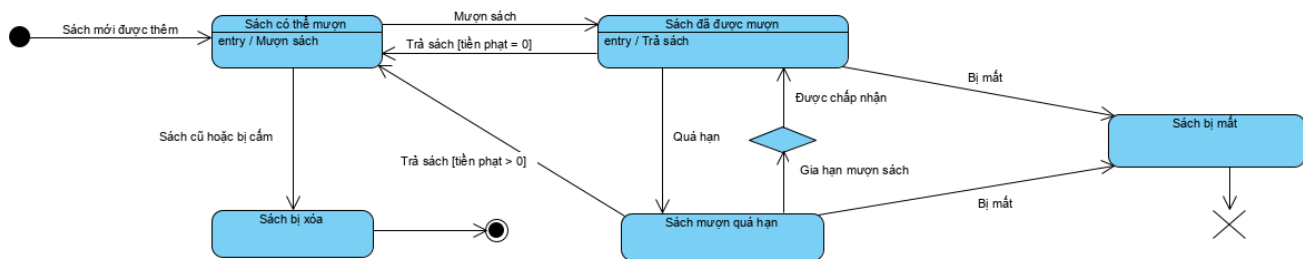 Sách mới được thêm
Sách có thể mượn
entry / Mượn sách
Mượn sách
Trả sách [tiền phạt = 0]
Sách đã được mượn
entry / Trả sách
Bị mất
Được chấp nhận
Sách bị mất
Sách cũ hoặc bị cấm
Quá hạn
Trả sách [tiền phạt > 0]
Gia hạn mượn sách
Bị mất
Sách bị xóa
Sách mượn quá hạn